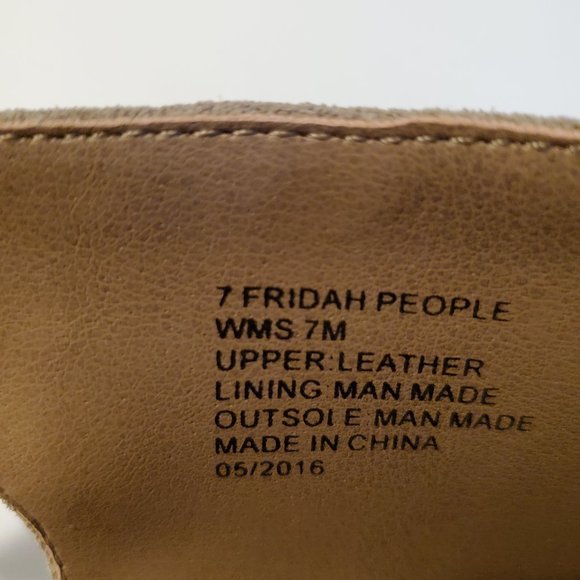 7 FRIDAH PEOPLE
WMS 7M
UPPER:LEATHER
LINING MAN MADE
OUTSOLE MAN MADE
MADE IN CHINA
05/2016